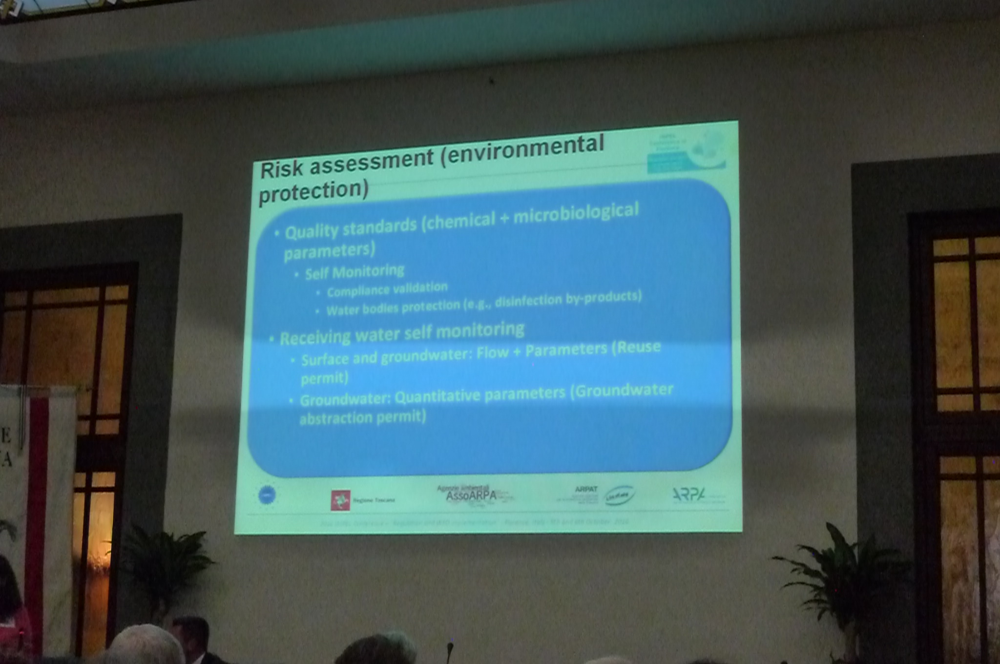 Risk assessment (environmental
protection)
• Quality standards (chemical + microbiological
parameters)
• Self Monitoring
• Compliance validation
• Water bodies protection (e.g., disinfection by-products)
• Receiving water self monitoring
• Surface and groundwater: Flow + Parameters (Reuse
permit)
• Groundwater: Quantitative parameters (Groundwater
abstraction permit)
Regione Toscana
Agenzie ambientali
AssoARPA
ARPAT
ARPA
E
A